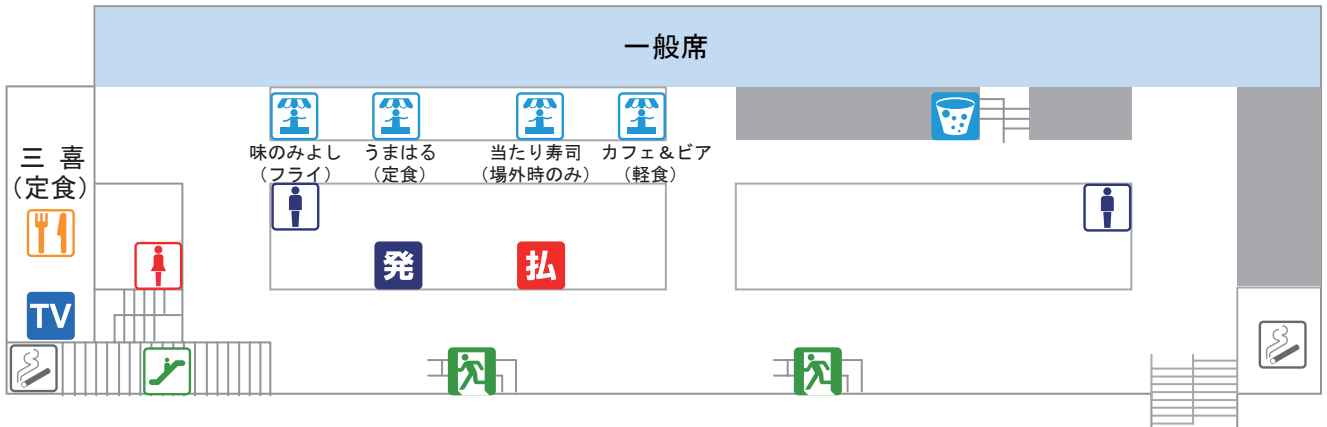 一般席
味のみよし
(フライ)
うまはる
(定食)
当たり寿司
(場外時のみ)
カフェ&ビア
(軽食)
三喜
(定食)
発
払
TV